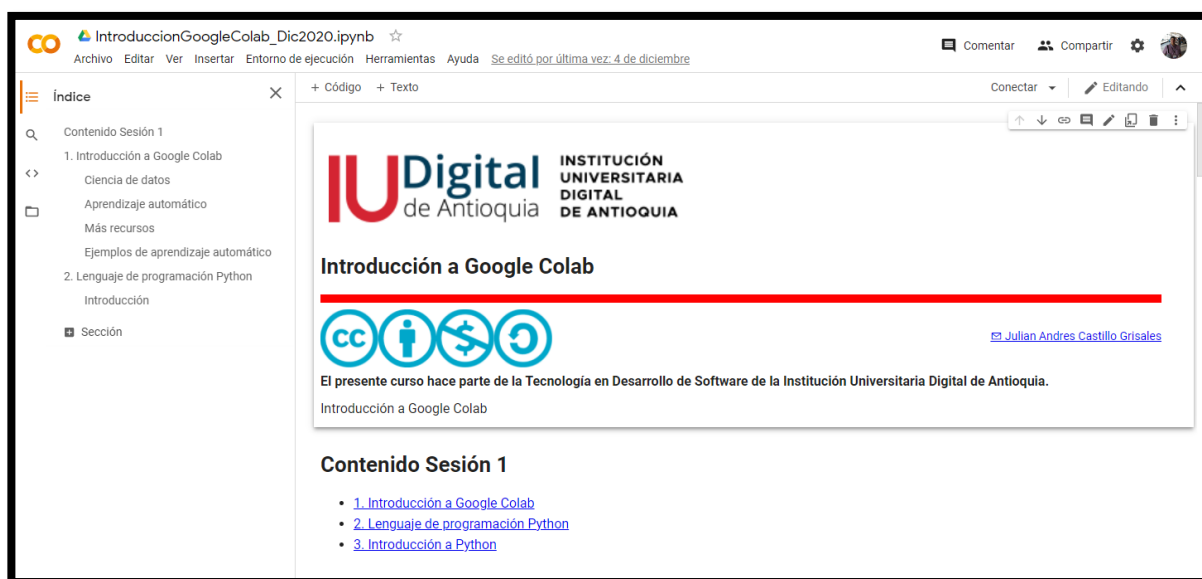 IntroduccionGoogleColab_Dic2020.ipynb
Archivo Editar Ver Insertar Entorno de ejecución Herramientas Ayuda Se editó por última vez: 4 de diciembre
Comentar Compartir
Índice
Contenido Sesión 1
1. Introducción a Google Colab
Ciencia de datos
Aprendizaje automático
Más recursos
Ejemplos de aprendizaje automático
2. Lenguaje de programación Python
Introducción
Sección
+ Código + Texto
Conectar Editando
IUDigital
de Antioquia
INSTITUCIÓN
UNIVERSITARIA
DIGITAL
DE ANTIOQUIA
Introducción a Google Colab
cc
Julian Andres Castillo Grisales
El presente curso hace parte de la Tecnología en Desarrollo de Software de la Institución Universitaria Digital de Antioquia.
Introducción a Google Colab
Contenido Sesión 1
• 1. Introducción a Google Colab
• 2. Lenguaje de programación Python
• 3. Introducción a Python